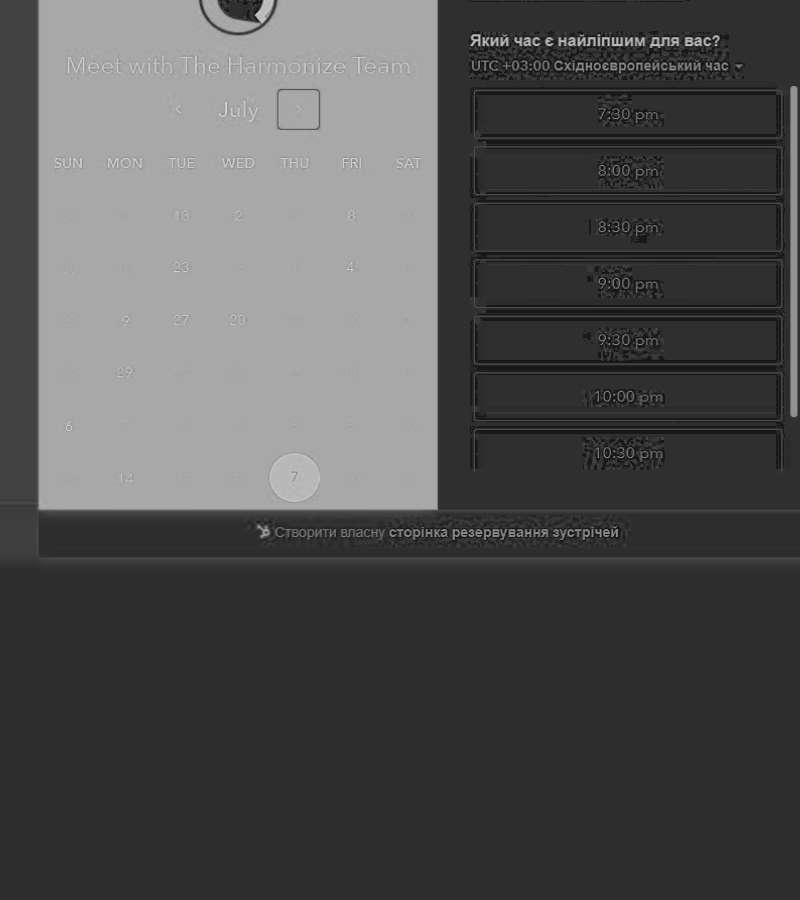 Meet with The Harmonize Team
July
SUN MON TUE WED THU FRI SAT
13 2 8
23 4
9 27 20
29
6
14 7
Який час є найліпшим для вас?
UTC +03:00 Східноєвропейський час
7:30 pm
8:00 pm
8:30 pm
9:00 pm
9:30 pm
10:00 pm
10:30 pm
Створити власну сторінка резервування зустрічей